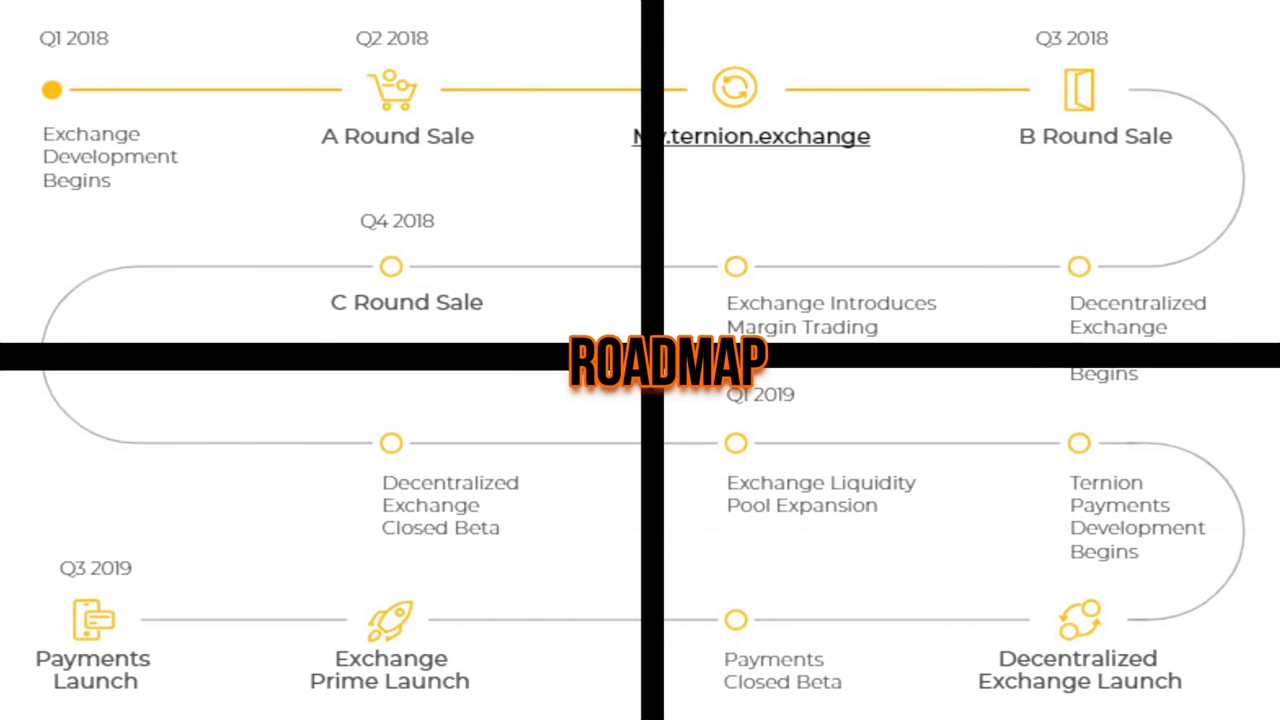 Q1 2018
Q2 2018
Q3 2018
Exchange
Development
Begins
A Round Sale
.ternion.exchange
B Round Sale
Q4 2018
C Round Sale
Exchange Introduces
Margin Trading
Decentralized
Exchange
Begins
ROADMAP
Q1 2019
Decentralized
Exchange
Closed Beta
Exchange Liquidity
Pool Expansion
Ternion
Payments
Development
Begins
Q3 2019
Payments
Launch
Exchange
Prime Launch
Payments
Closed Beta
Decentralized
Exchange Launch